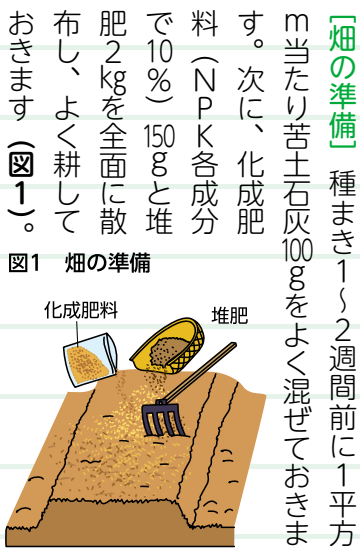 [畑の準備] 種まき1〜2週間前に1平方
m当たり苦土石灰100gをよく混ぜておきま
す。次に、化成肥
料（NPK各成分
で10%）150gと堆
肥2kgを全面に散
布し、よく耕して
おきます（図1）。
図1 畑の準備
化成肥料
堆肥